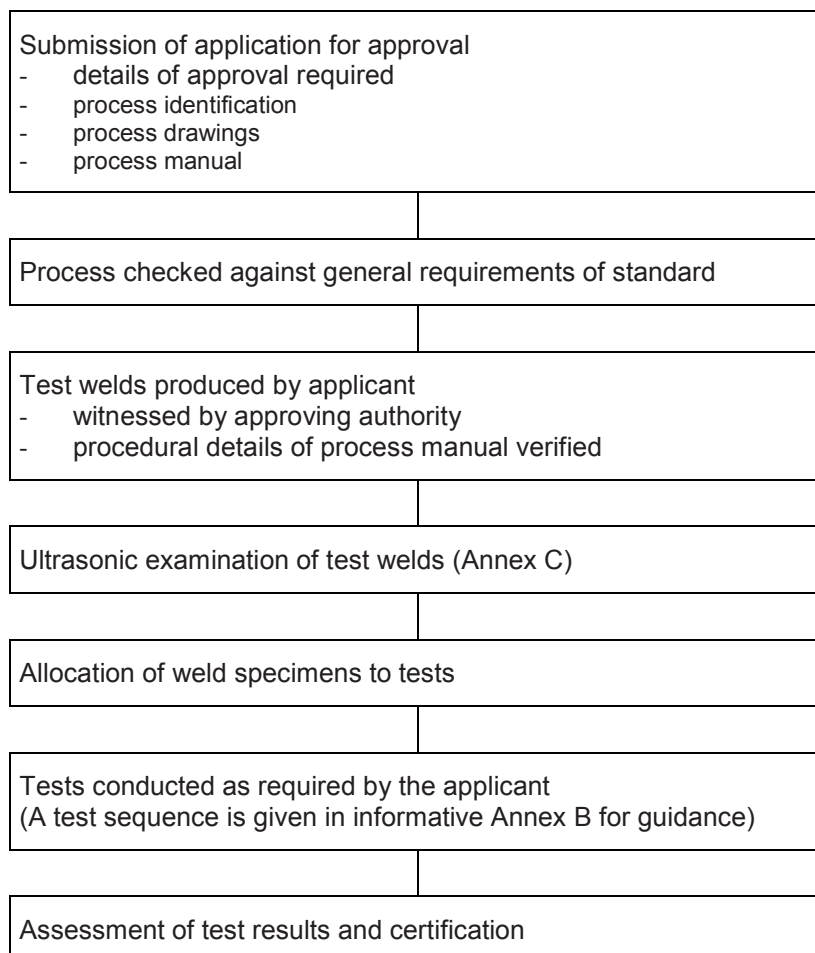 Submission of application for approval
- details of approval required
- process identification
- process drawings
- process manual
Process checked against general requirements of standard
Test welds produced by applicant
- witnessed by approving authority
- procedural details of process manual verified
Ultrasonic examination of test welds (Annex C)
Allocation of weld specimens to tests
Tests conducted as required by the applicant
(A test sequence is given in informative Annex B for guidance)
Assessment of test results and certification